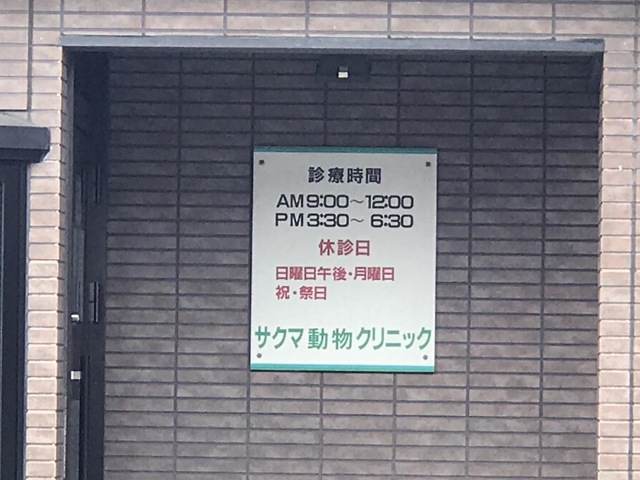 診療時間
AM9:00〜12:00
PM3:30〜6:30
休診日
日曜日午後・月曜日
祝・祭日
サクマ動物クリニック